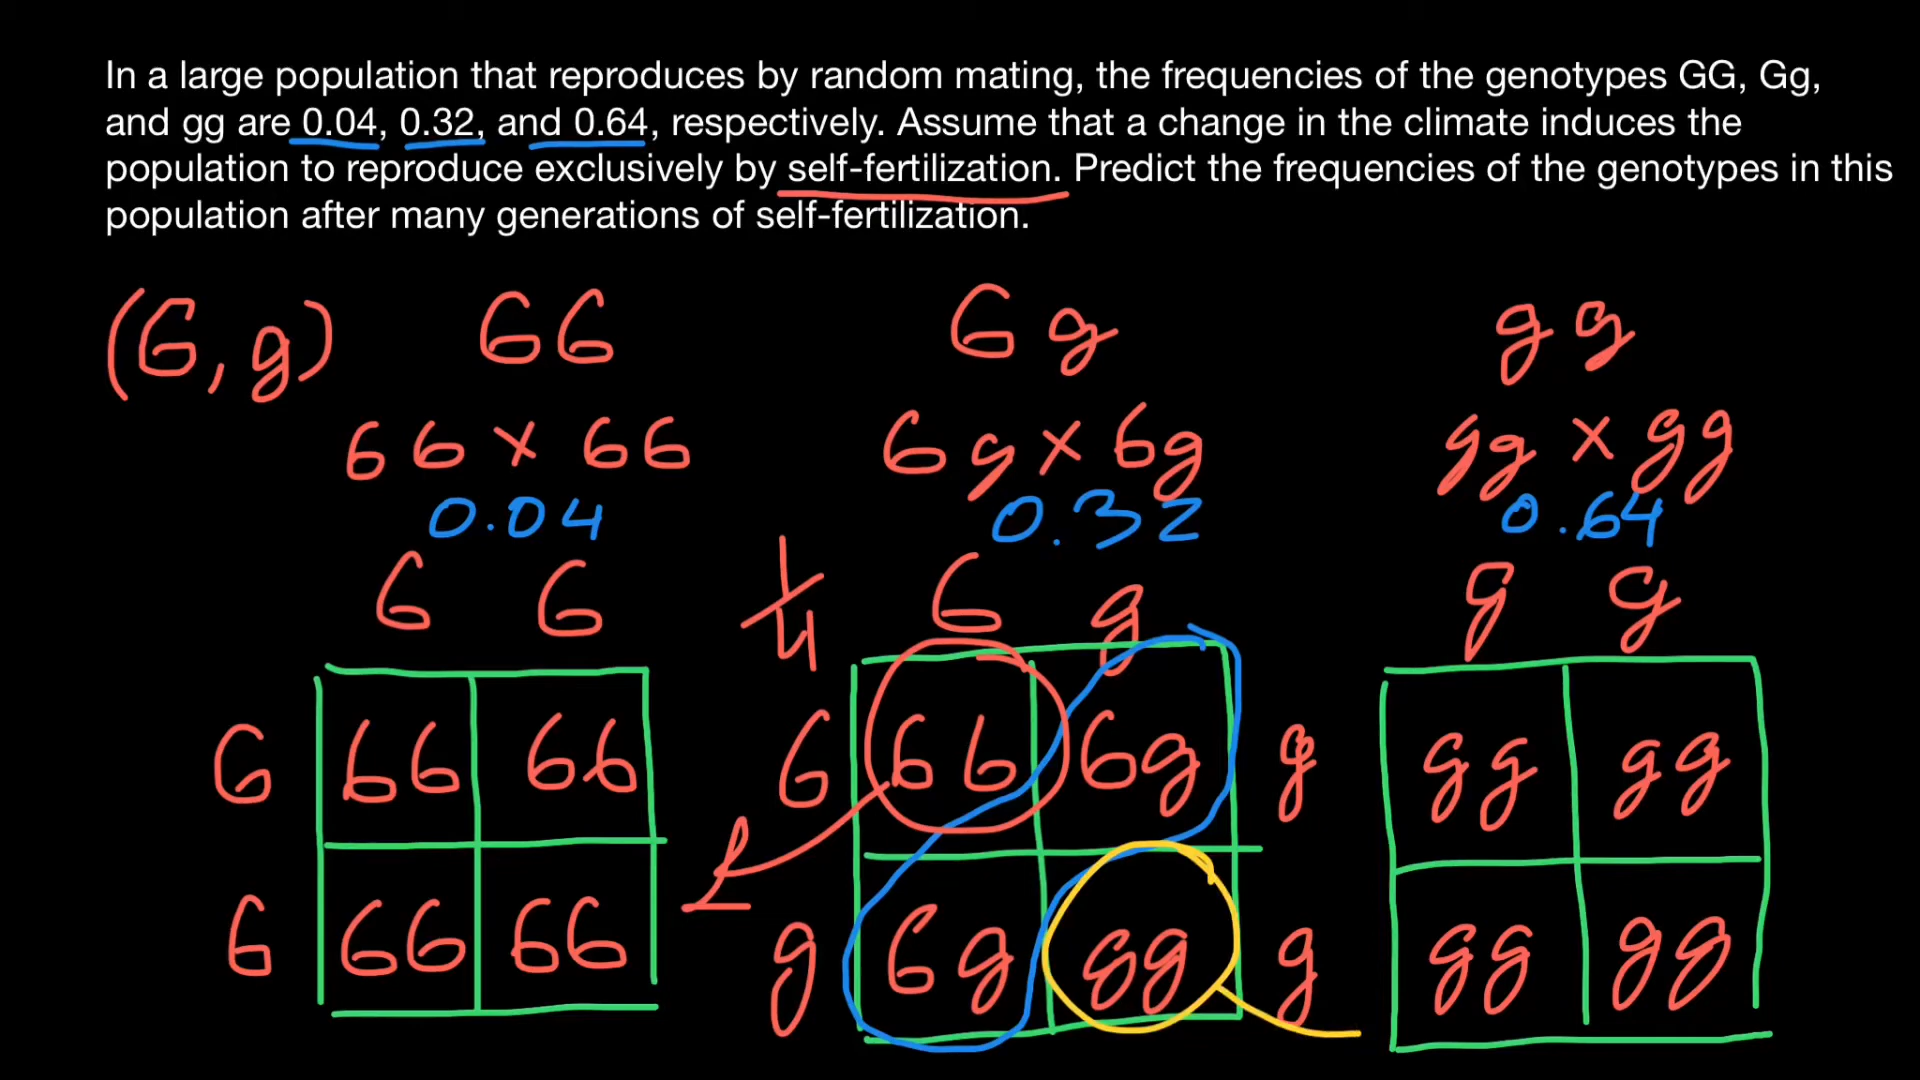 In a large population that reproduces by random mating, the frequencies of the genotypes GG, Gg,
and gg are 0.04, 0.32, and 0.64, respectively. Assume that a change in the climate induces the
population to reproduce exclusively by self-fertilization. Predict the frequencies of the genotypes in this
population after many generations of self-fertilization.
(G, g) GG Gg gg
GG × GG Gg × Gg gg × gg
0.04 0.32 0.64
G G 1/4 G g g g
G GG GG G GG Gg g gg gg
G GG GG g Gg gg g gg gg